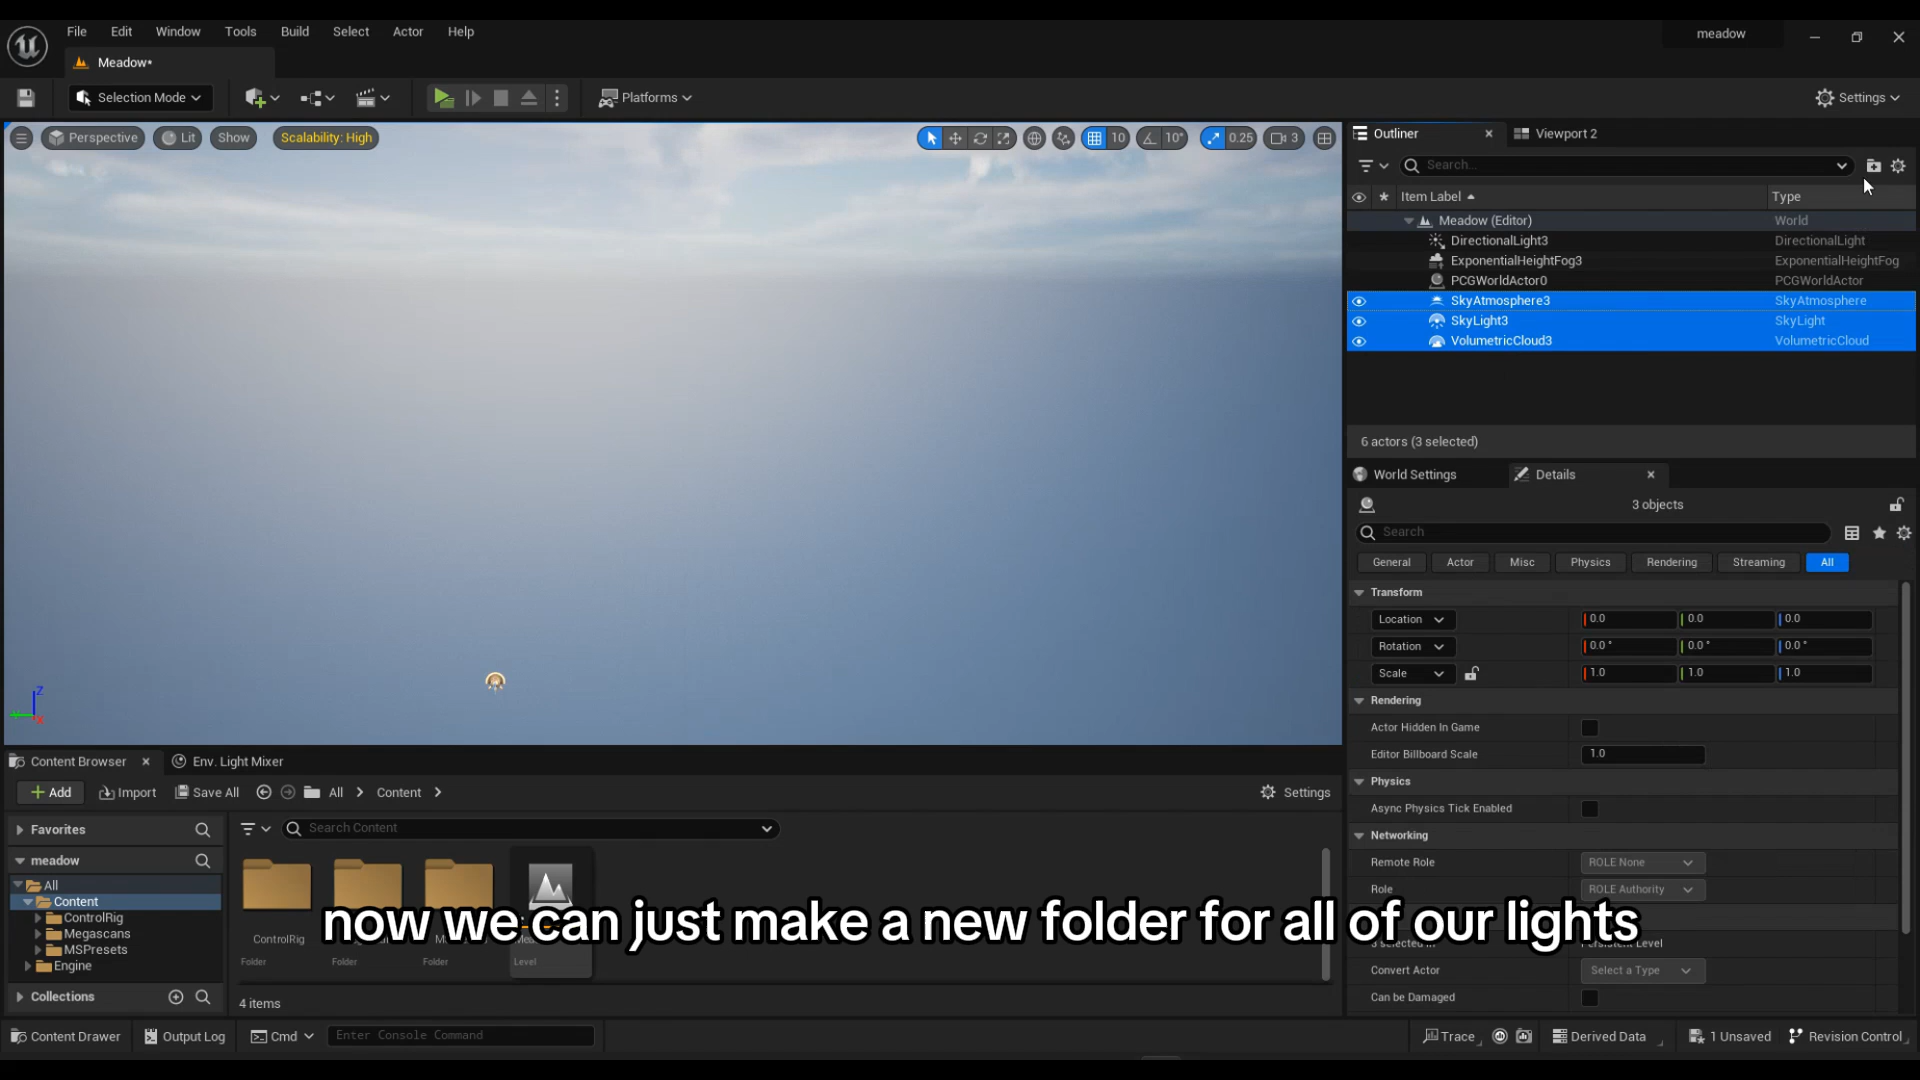 File Edit Window Tools Build Select Actor Help
meadow
Meadow*
Selection Mode
Platforms
Settings
Perspective Lit Show Scalability: High
10 10° 0.25 3
Outliner Viewport 2
Search...
Item Label Type
Meadow (Editor) World
DirectionalLight3 DirectionalLight
ExponentialHeightFog3 ExponentialHeightFog
PCGWorldActor0 PCGWorldActor
SkyAtmosphere3 SkyAtmosphere
SkyLight3 SkyLight
VolumetricCloud3 VolumetricCloud
6 actors (3 selected)
World Settings Details
3 objects
Search
General Actor Misc Physics Rendering Streaming All
Transform
Location 0.0 0.0 0.0
Rotation 0.0° 0.0° 0.0°
Scale 1.0 1.0 1.0
Rendering
Actor Hidden In Game
Editor Billboard Scale 1.0
Physics
Async Physics Tick Enabled
Networking
Remote Role ROLE None
Role ROLE Authority
Persistent Level
Convert Actor Select a Type
Can be Damaged
Z
Content Browser Env. Light Mixer
Add Import Save All All Content Settings
Favorites
Search Content
meadow
All
Content
ControlRig
Megascans
MSPresets
Engine
Collections
ControlRig
Folder Folder Folder Level
now we can just make a new folder for all of our lights
4 items
Content Drawer Output Log Cmd Enter Console Command
Trace Derived Data 1 Unsaved Revision Control